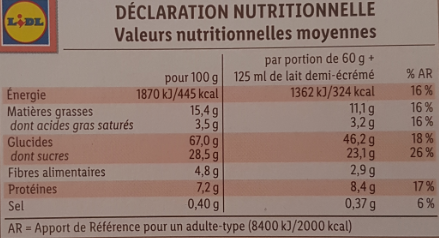 LIDL
DÉCLARATION NUTRITIONNELLE
Valeurs nutritionnelles moyennes
par portion de 60 g +
pour 100 g 125 ml de lait demi-écrémé % AR
Énergie 1870 kJ/445 kcal 1362 kJ/324 kcal 16 %
Matières grasses 15,4 g 11,1 g 16 %
dont acides gras saturés 3,5 g 3,2 g 16 %
Glucides 67,0 g 46,2 g 18 %
dont sucres 28,5 g 23,1 g 26 %
Fibres alimentaires 4,8 g 2,9 g
Protéines 7,2 g 8,4 g 17 %
Sel 0,40 g 0,37 g 6 %
AR = Apport de Référence pour un adulte-type (8400 kJ/2000 kcal)